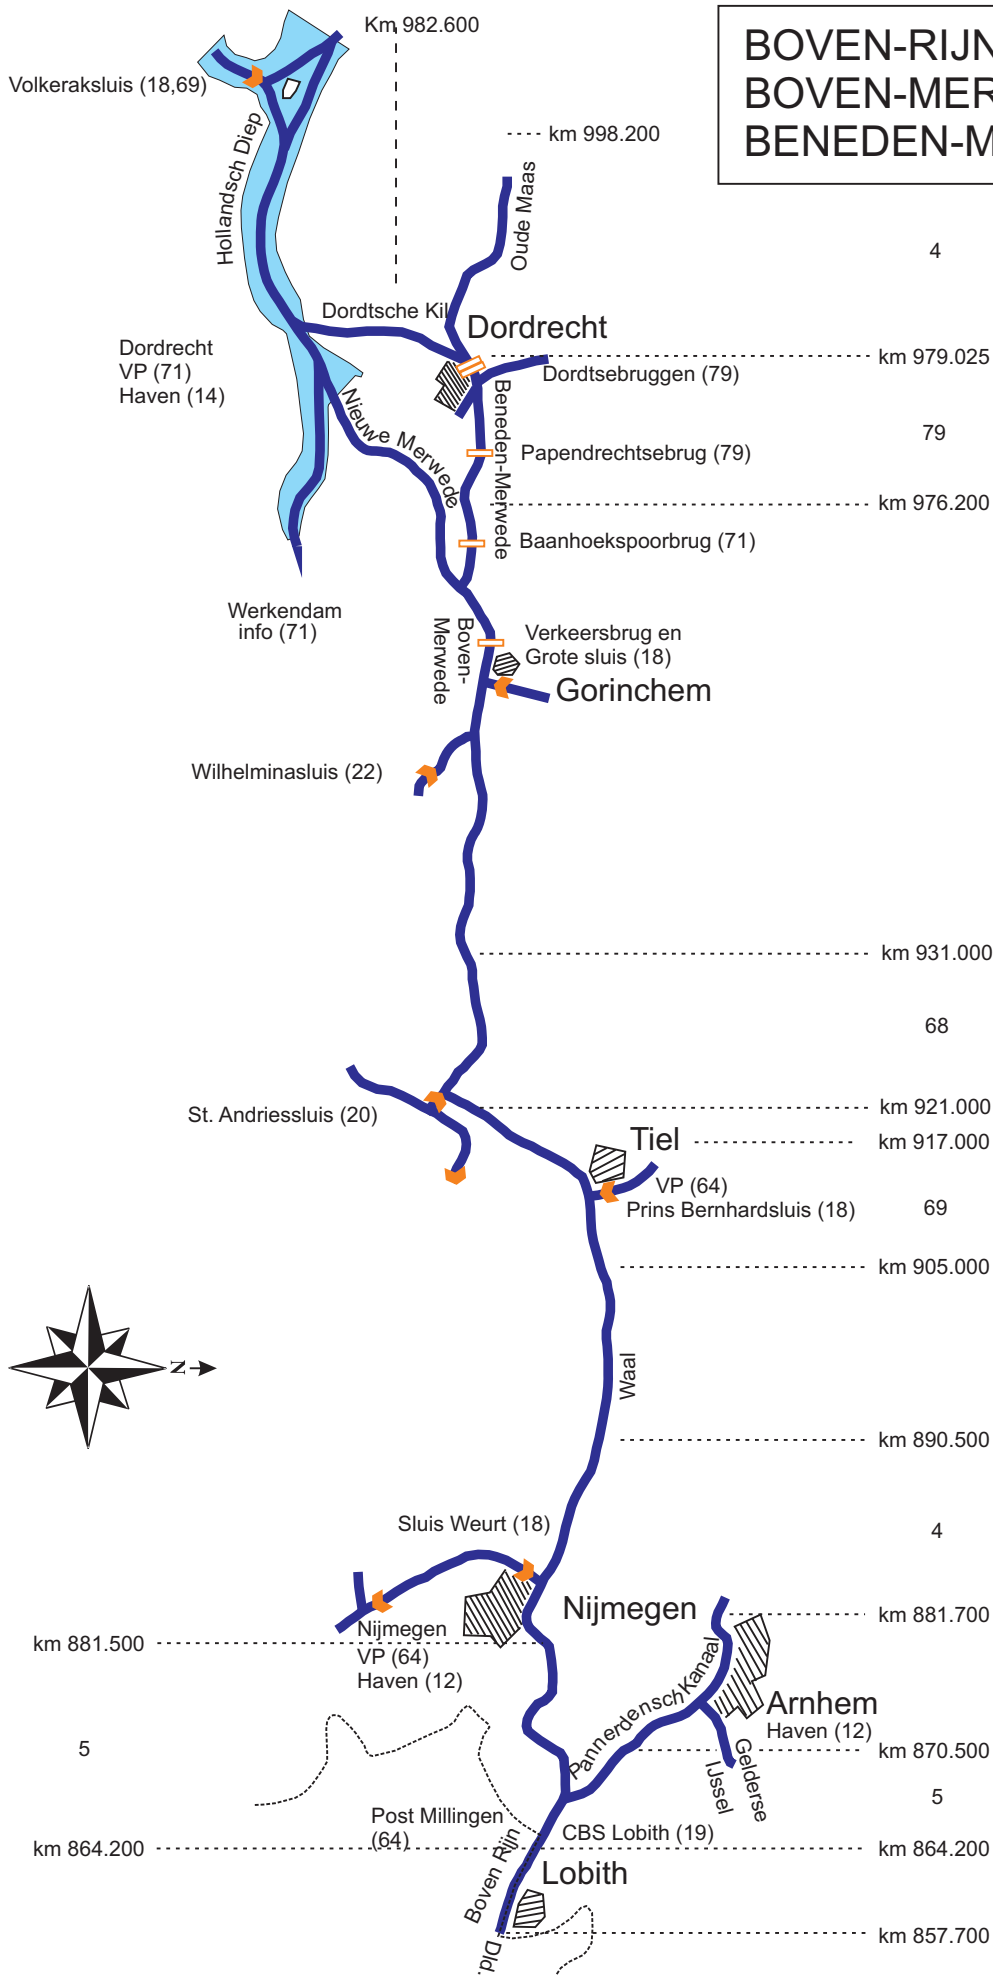 BOVEN-RIJN
BOVEN-MER
BENEDEN-M
Km 982.600
Volkeraksluis (18,69)
km 998.200
Hollandsch Diep
Oude Maas
4
Dordtsche Kil
Dordrecht
Dordrecht
VP (71)
Haven (14)
km 979.025
Dordtsebruggen (79)
Nieuwe Merwede
Beneden-Merwede
79
Papendrechtsebrug (79)
km 976.200
Baanhoekspoorbrug (71)
Werkendam
info (71)
Boven-
Merwede
Verkeersbrug en
Grote sluis (18)
Gorinchem
Wilhelminasluis (22)
km 931.000
68
St. Andriessluis (20)
km 921.000
Tiel
km 917.000
VP (64)
Prins Bernhardsluis (18)
69
km 905.000
N
Waal
km 890.500
Sluis Weurt (18)
4
Nijmegen
km 881.700
Nijmegen
VP (64)
Haven (12)
km 881.500
Pannerdensch Kanaal
Arnhem
Haven (12)
5
km 870.500
Gelderse
IJssel
5
Post Millingen
(64)
CBS Lobith (19)
km 864.200
km 864.200
Boven Rijn
Lobith
km 857.700
Dld.